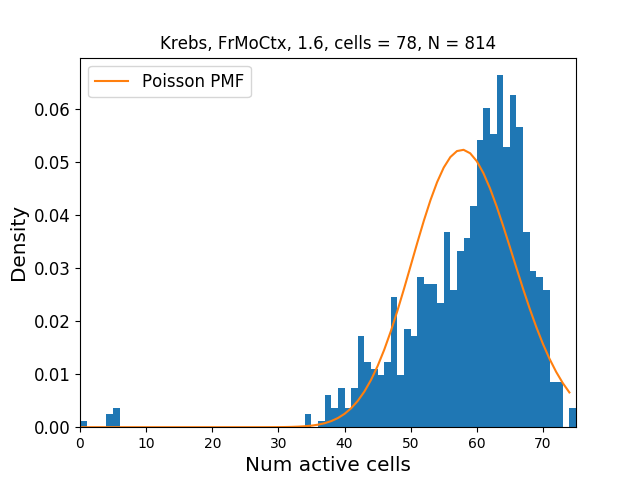 Krebs, FrMoCtx, 1.6, cells = 78, N = 814
Poisson PMF
0.06
0.05
0.04
0.03
0.02
0.01
0.00
Density
0 10 20 30 40 50 60 70
Num active cells